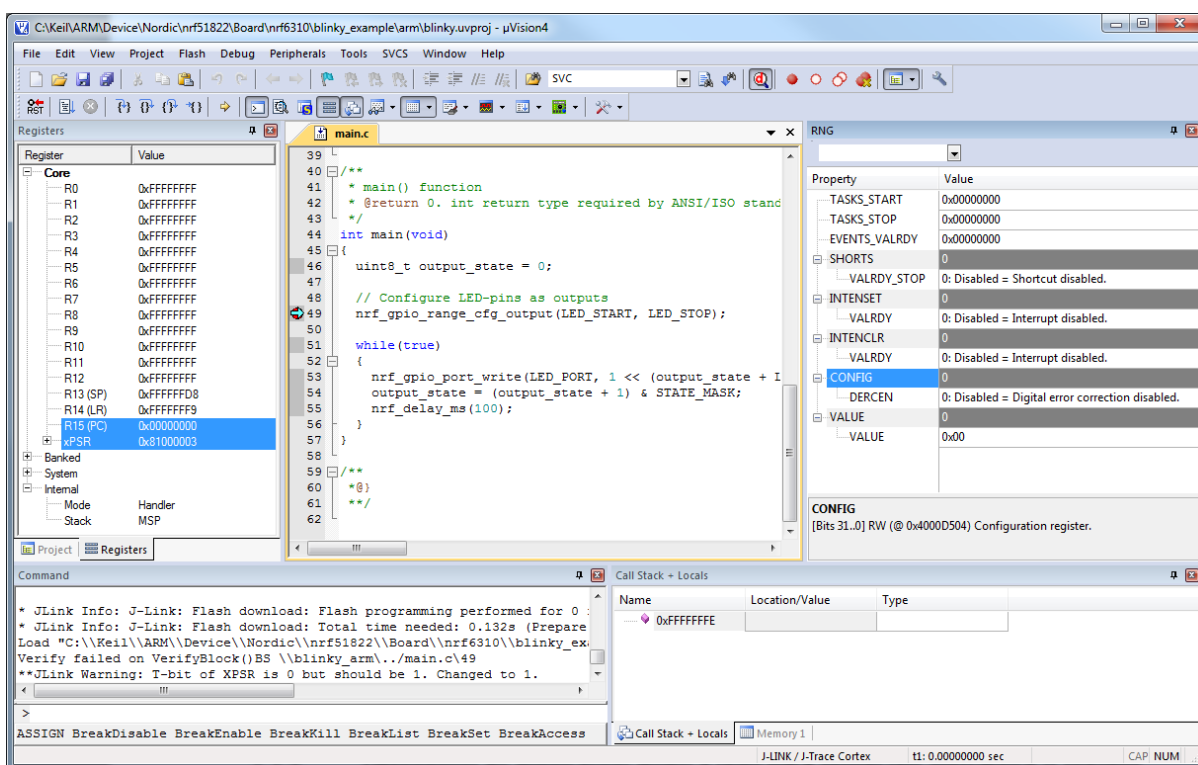 C:\Keil\ARM\Device\Nordic\nrf51822\Board\nrf6310\blinky_example\arm\blinky.uvproj - µVision4
File Edit View Project Flash Debug Peripherals Tools SVCS Window Help
SVC
RST
Registers
Register Value
Core
R0 0xFFFFFFFF
R1 0xFFFFFFFF
R2 0xFFFFFFFF
R3 0xFFFFFFFF
R4 0xFFFFFFFF
R5 0xFFFFFFFF
R6 0xFFFFFFFF
R7 0xFFFFFFFF
R8 0xFFFFFFFF
R9 0xFFFFFFFF
R10 0xFFFFFFFF
R11 0xFFFFFFFF
R12 0xFFFFFFFF
R13 (SP) 0xFFFFFFD8
R14 (LR) 0xFFFFFFF9
R15 (PC) 0x00000000
xPSR 0x81000003
Banked
System
Internal
Mode Handler
Stack MSP
Project Registers
main.c
39
40 /**
41 * main() function
42 * @return 0. int return type required by ANSI/ISO stand
43 */
44 int main(void)
45 {
46 uint8_t output_state = 0;
47
48 // Configure LED-pins as outputs
49 nrf_gpio_range_cfg_output(LED_START, LED_STOP);
50
51 while(true)
52 {
53 nrf_gpio_port_write(LED_PORT, 1 << (output_state + L
54 output_state = (output_state + 1) & STATE_MASK;
55 nrf_delay_ms(100);
56 }
57 }
58
59 /**
60 *@}
61 **/
62
RNG
Property Value
TASKS_START 0x00000000
TASKS_STOP 0x00000000
EVENTS_VALRDY 0x00000000
SHORTS 0
VALRDY_STOP 0: Disabled = Shortcut disabled.
INTENSET 0
VALRDY 0: Disabled = Interrupt disabled.
INTENCLR 0
VALRDY 0: Disabled = Interrupt disabled.
CONFIG 0
DERCEN 0: Disabled = Digital error correction disabled.
VALUE 0
VALUE 0x00
CONFIG
[Bits 31..0] RW (@ 0x4000D504) Configuration register.
Command
* JLink Info: J-Link: Flash download: Flash programming performed for 0
* JLink Info: J-Link: Flash download: Total time needed: 0.132s (Prepare
Load "C:\\Keil\\ARM\\Device\\Nordic\\nrf51822\\Board\\nrf6310\\blinky_exa
Verify failed on VerifyBlock()BS \\blinky_arm\../main.c\49
**JLink Warning: T-bit of XPSR is 0 but should be 1. Changed to 1.
>
ASSIGN BreakDisable BreakEnable BreakKill BreakList BreakSet BreakAccess
Call Stack + Locals
Name Location/Value Type
0xFFFFFFFE
Call Stack + Locals Memory 1
J-LINK / J-Trace Cortex t1: 0.00000000 sec CAP NUM